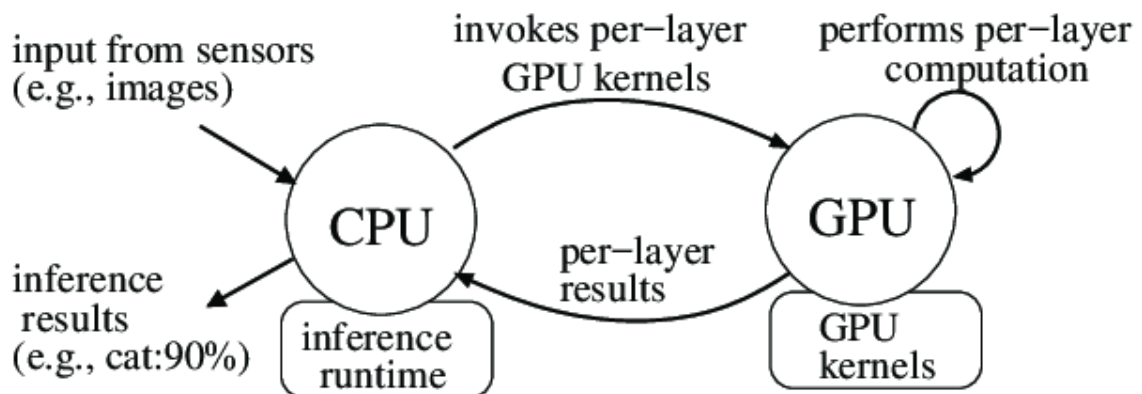 input from sensors
(e.g., images)
invokes per−layer
GPU kernels
performs per−layer
computation
CPU
GPU
per−layer
results
inference
results
(e.g., cat:90%)
inference
runtime
GPU
kernels